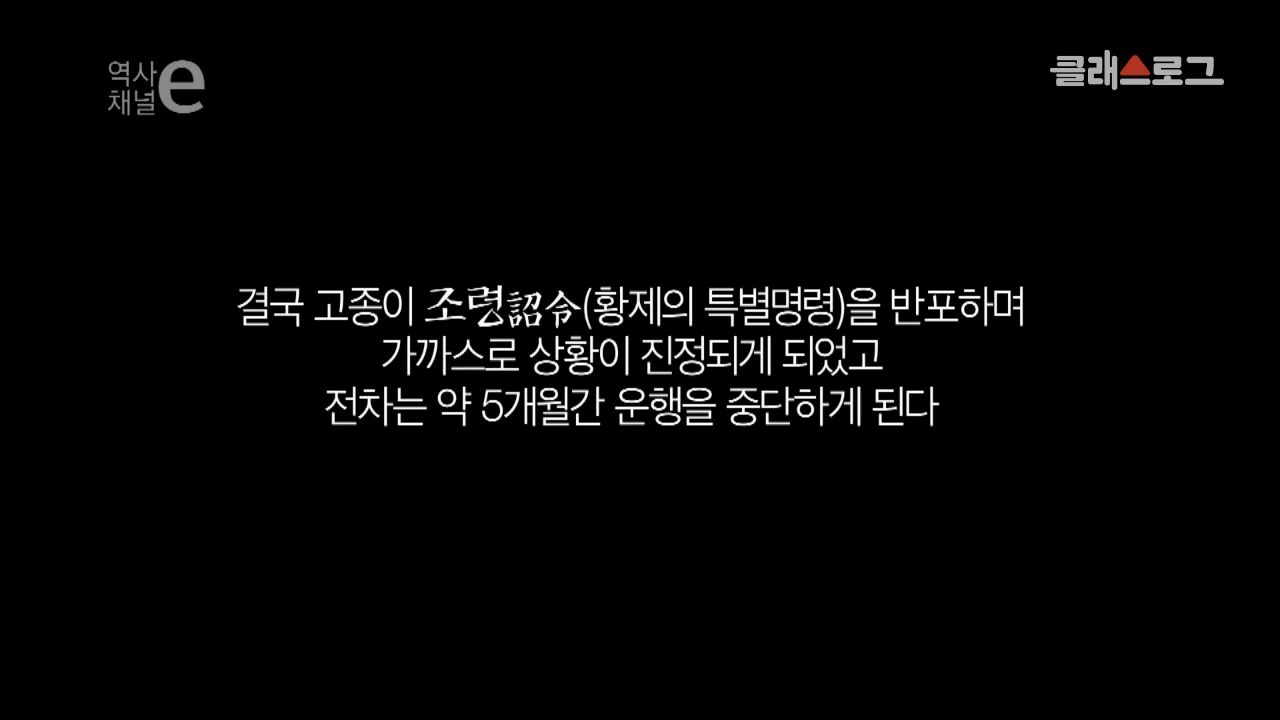 역사
채널 e
클래스로그
결국 고종이 조령詔令(황제의 특별명령)을 반포하며
가까스로 상황이 진정되게 되었고
전차는 약 5개월간 운행을 중단하게 된다